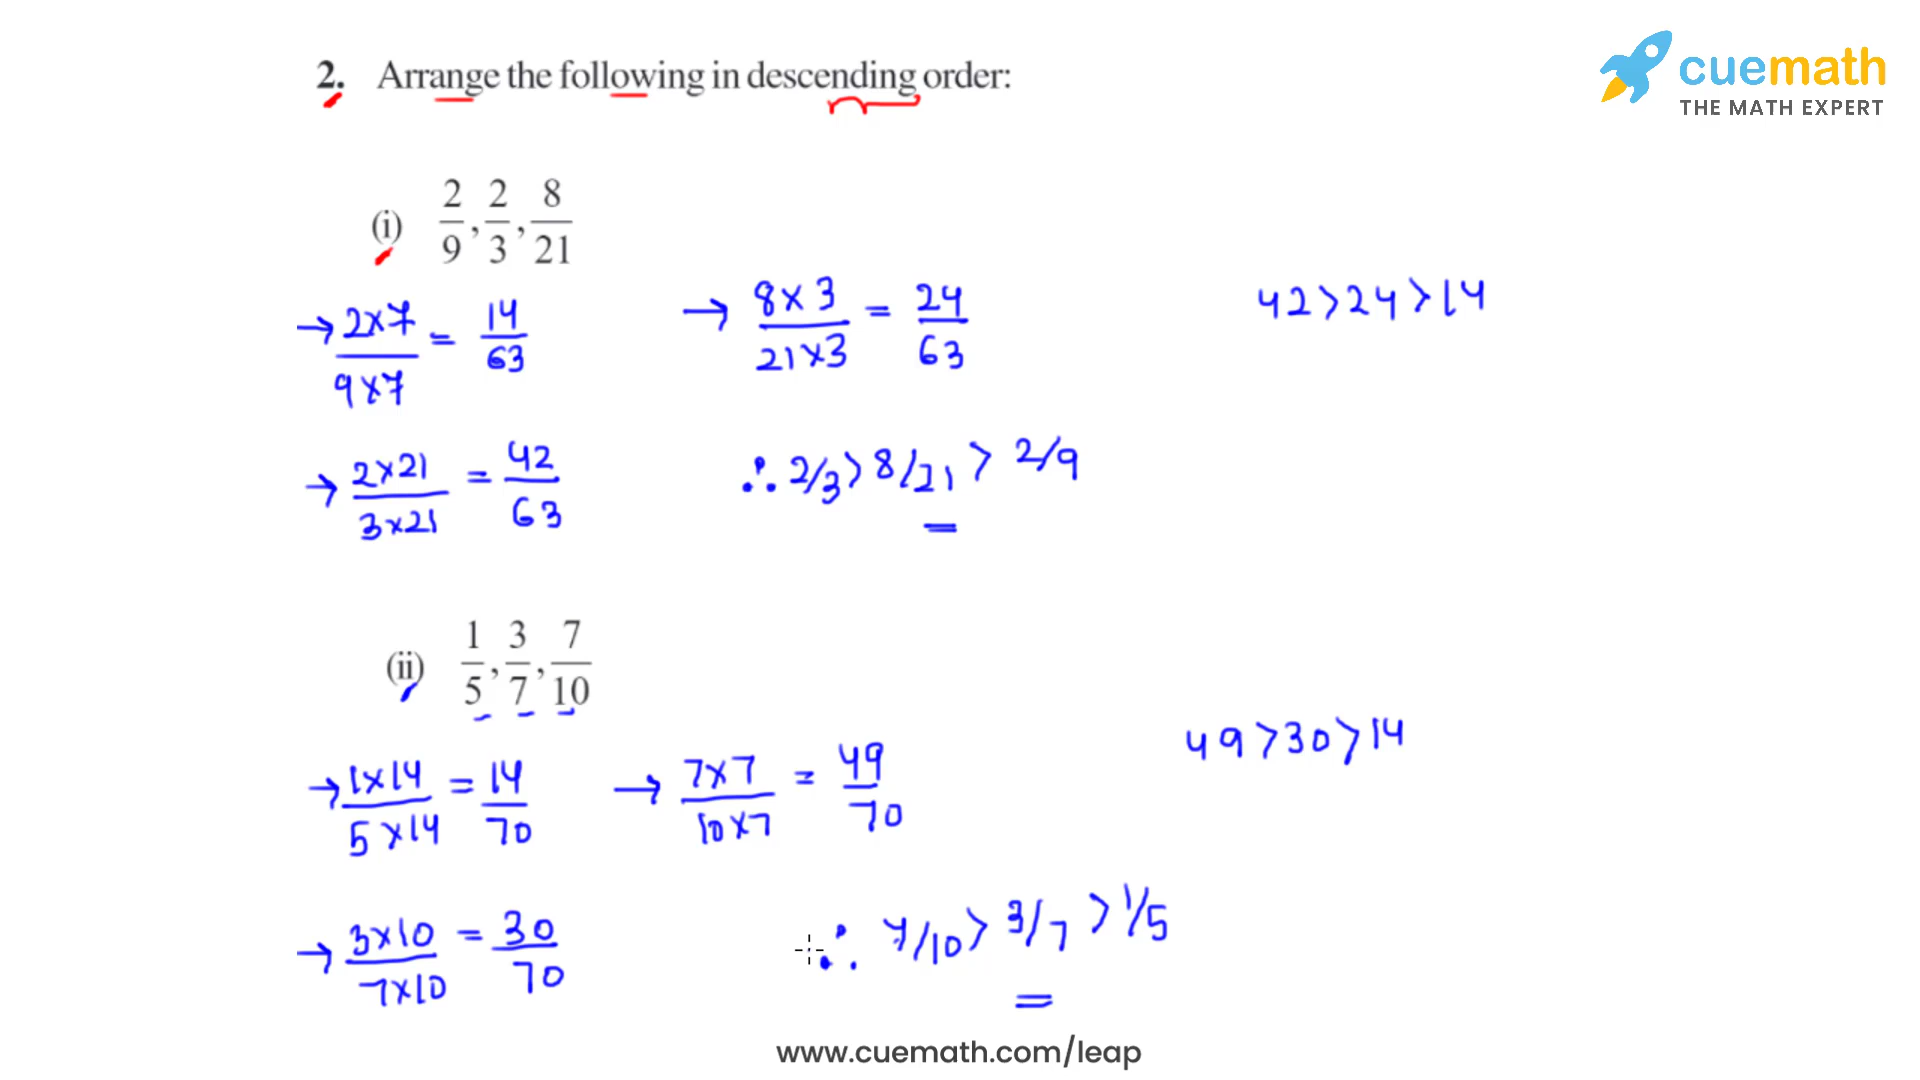 cuemath
THE MATH EXPERT
2. Arrange the following in descending order:
(i) 2/9, 2/3, 8/21
→ 2×7/9×7 = 14/63
→ 8×3/21×3 = 24/63
42>24>14
→ 2×21/3×21 = 42/63
∴ 2/3>8/21 > 2/9
(ii) 1/5, 3/7, 7/10
→ 1×14/5×14 = 14/70
→ 7×7/10×7 = 49/70
49>30>14
→ 3×10/7×10 = 30/70
∴ 7/10> 3/7 >1/5
www.cuemath.com/leap